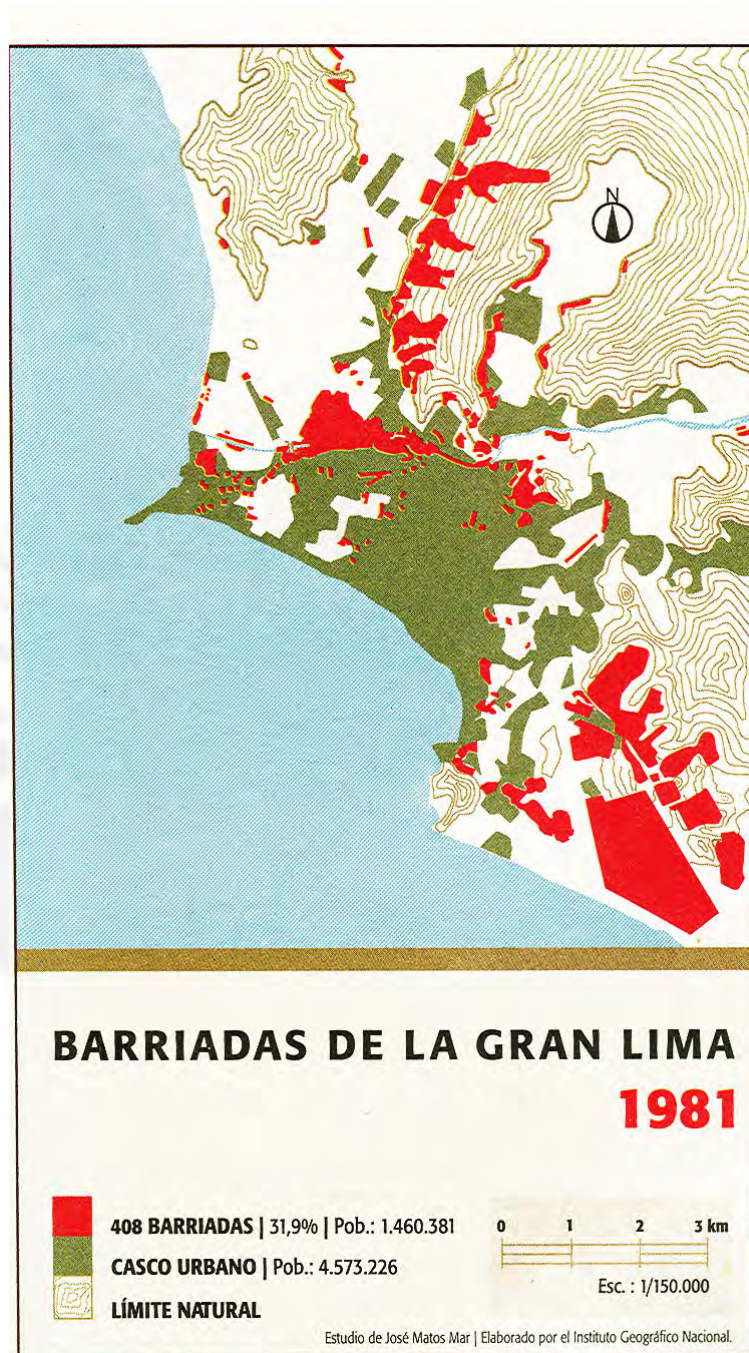 N
BARRIADAS DE LA GRAN LIMA
1981
408 BARRIADAS | 31,9% | Pob.: 1.460.381
CASCO URBANO | Pob.: 4.573.226
LÍMITE NATURAL
0 1 2 3 km
Esc. : 1/150.000
Estudio de José Matos Mar | Elaborado por el Instituto Geográfico Nacional.